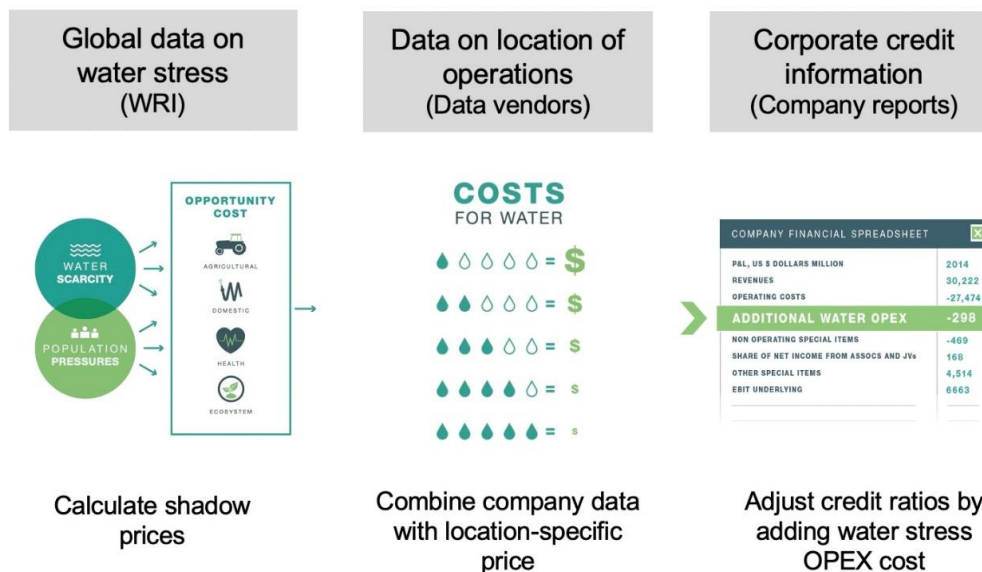 Global data on
water stress
(WRI)
Data on location of
operations
(Data vendors)
Corporate credit
information
(Company reports)
WATER
SCARCITY
POPULATION
PRESSURES
OPPORTUNITY
COST
AGRICULTURAL
DOMESTIC
HEALTH
ECOSYSTEM
COSTS
FOR WATER
= $
= $
= $
= $
= $
COMPANY FINANCIAL SPREADSHEET X
P&L, US $ DOLLARS MILLION 2014
REVENUES 30,222
OPERATING COSTS -27,474
ADDITIONAL WATER OPEX -298
NON OPERATING SPECIAL ITEMS -469
SHARE OF NET INCOME FROM ASSOCS AND JVs 168
OTHER SPECIAL ITEMS 4,514
EBIT UNDERLYING 6663
Calculate shadow
prices
Combine company data
with location-specific
price
Adjust credit ratios by
adding water stress
OPEX cost